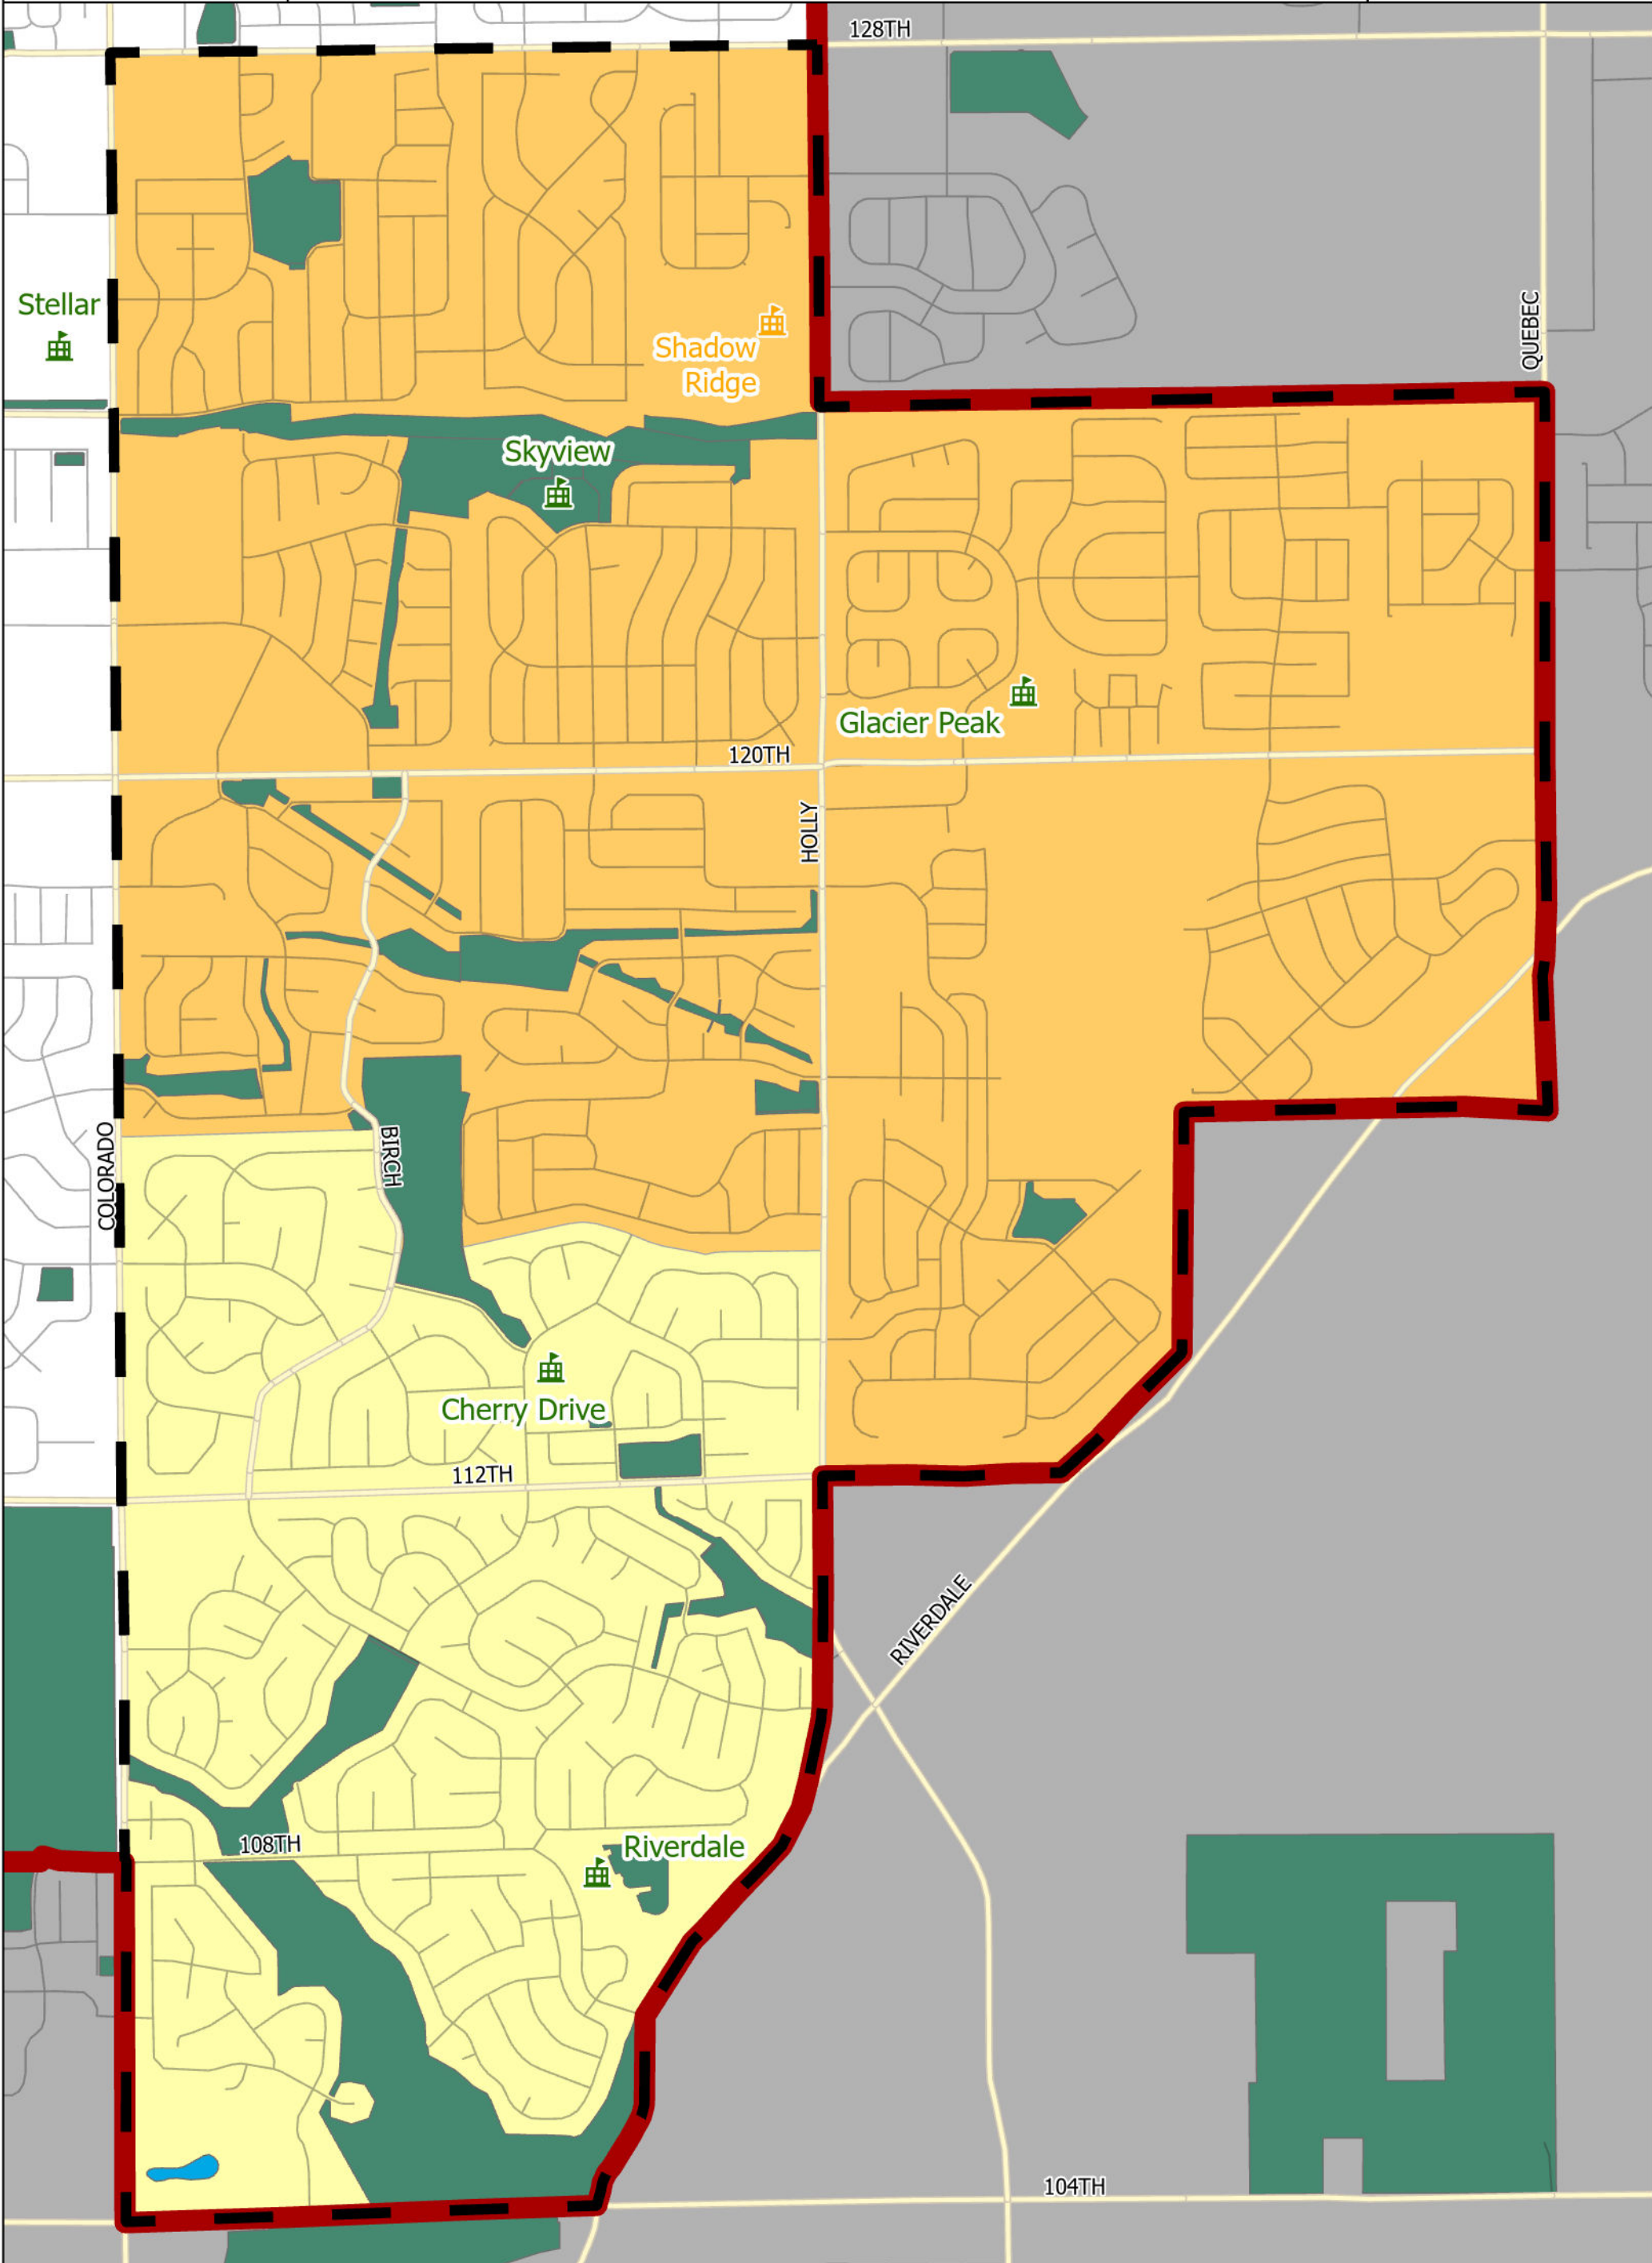 128TH
QUEBEC
Stellar
Shadow
Ridge
Skyview
Glacier Peak
120TH
HOLLY
COLORADO
BIRCH
Cherry Drive
112TH
RIVERDALE
108TH
Riverdale
104TH